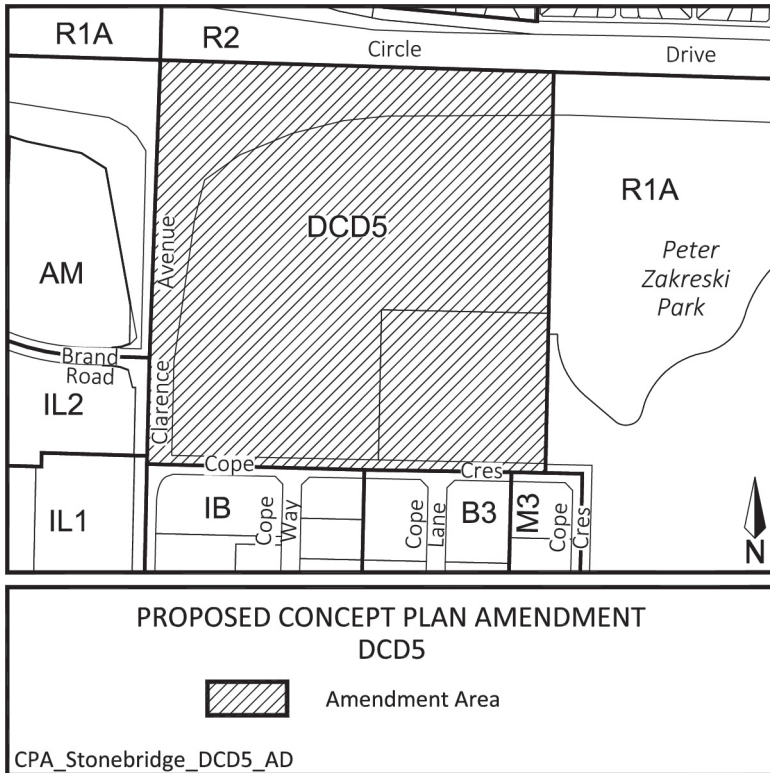 R1A
R2
Circle
Drive
R1A
Peter
Zakreski
Park
DCD5
Avenue
Clarence
AM
Brand
Road
IL2
IL1
Cope
Cres
IB
Cope
Way
Cope
Lane
B3
M3
Cope
Cres
N
PROPOSED CONCEPT PLAN AMENDMENT
DCD5
Amendment Area
CPA_Stonebridge_DCD5_AD